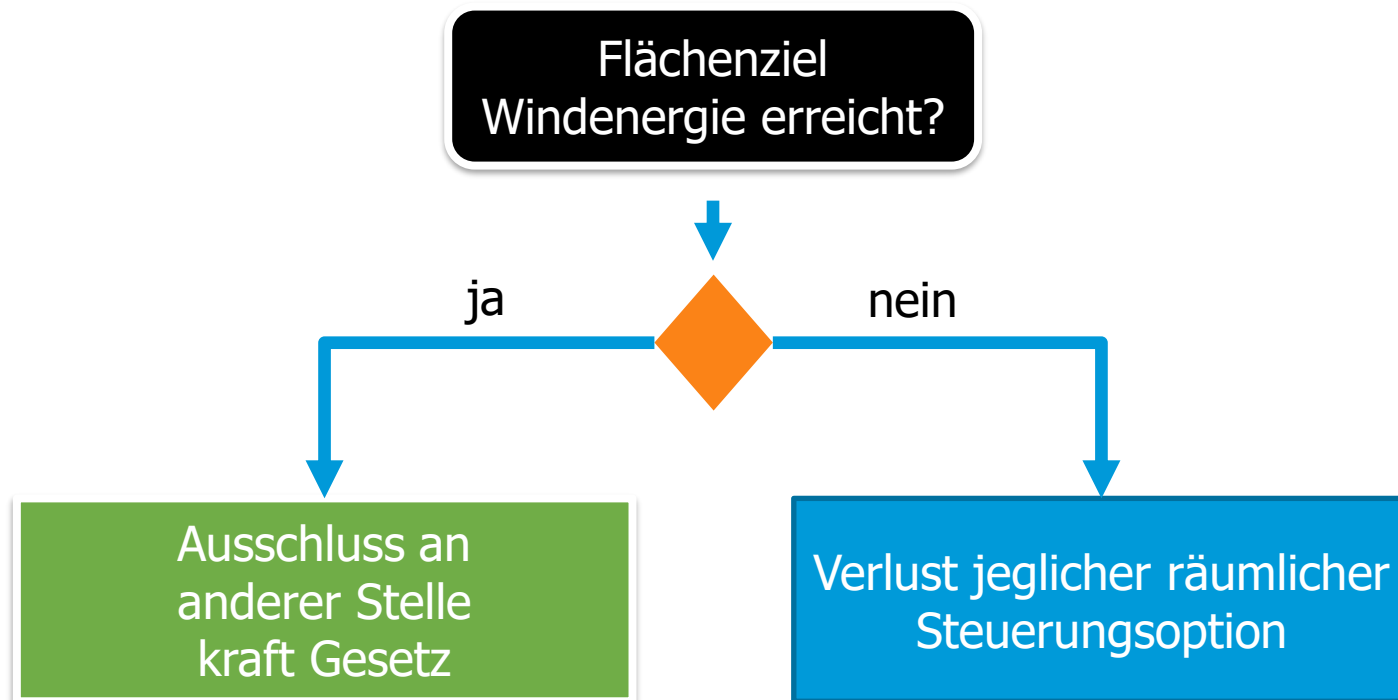 Flächenziel
Windenergie erreicht?
ja
nein
Ausschluss an
anderer Stelle
kraft Gesetz
Verlust jeglicher räumlicher
Steuerungsoption